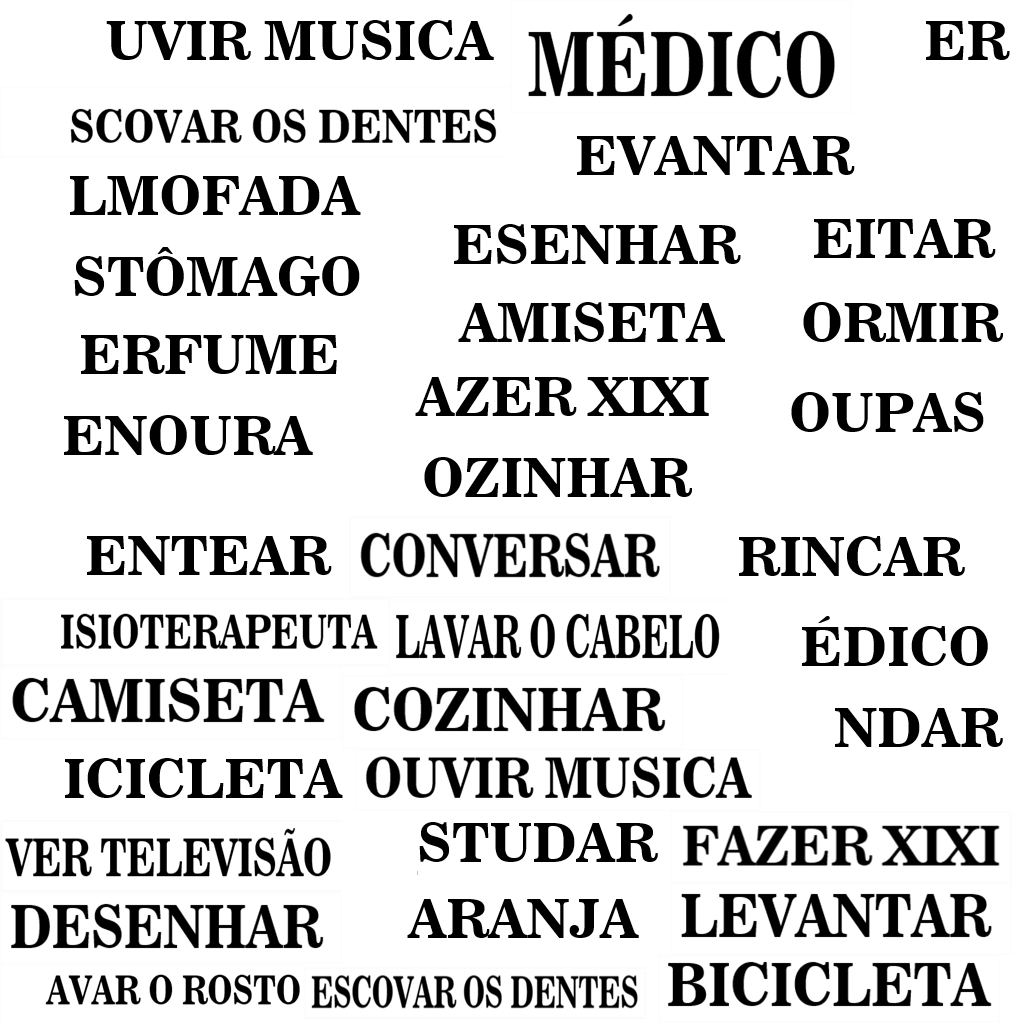 UVIR MUSICA
MÉDICO
ER
SCOVAR OS DENTES
EVANTAR
LMOFADA
ESENHAR
EITAR
STÔMAGO
AMISETA
ORMIR
ERFUME
AZER XIXI
OUPAS
ENOURA
OZINHAR
ENTEAR
CONVERSAR
RINCAR
ISIOTERAPEUTA
LAVAR O CABELO
ÉDICO
CAMISETA
COZINHAR
NDAR
ICICLETA
OUVIR MUSICA
VER TELEVISÃO
STUDAR
FAZER XIXI
DESENHAR
ARANJA
LEVANTAR
AVAR O ROSTO
ESCOVAR OS DENTES
BICICLETA